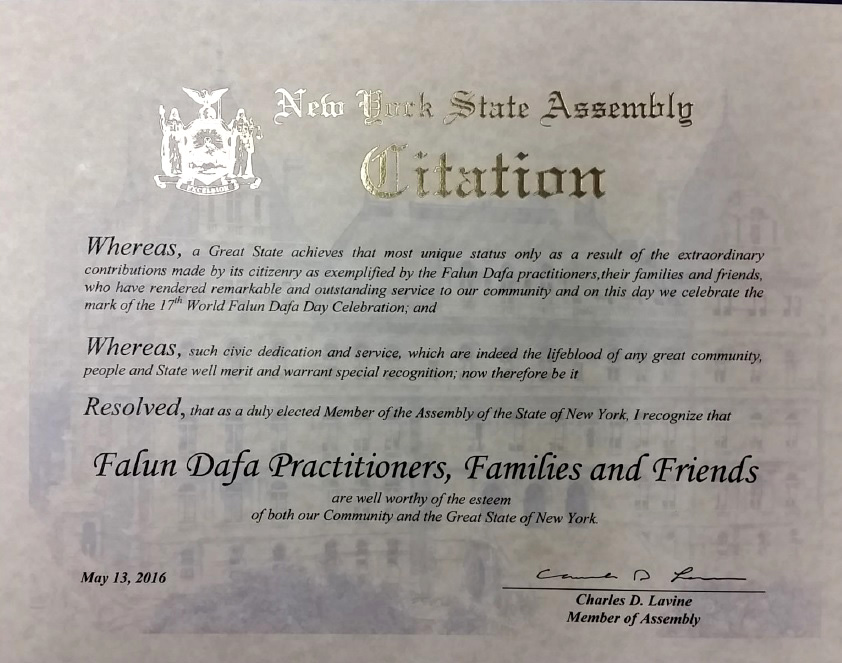 New York State Assembly
Citation
EXCELSIOR
Whereas, a Great State achieves that most unique status only as a result of the extraordinary
contributions made by its citizenry as exemplified by the Falun Dafa practitioners,their families and friends,
who have rendered remarkable and outstanding service to our community and on this day we celebrate the
mark of the 17th World Falun Dafa Day Celebration; and
Whereas, such civic dedication and service, which are indeed the lifeblood of any great community,
people and State well merit and warrant special recognition; now therefore be it
Resolved, that as a duly elected Member of the Assembly of the State of New York, I recognize that
Falun Dafa Practitioners, Families and Friends
are well worthy of the esteem
of both our Community and the Great State of New York.
May 13, 2016
Charles D. Lavine
Member of Assembly